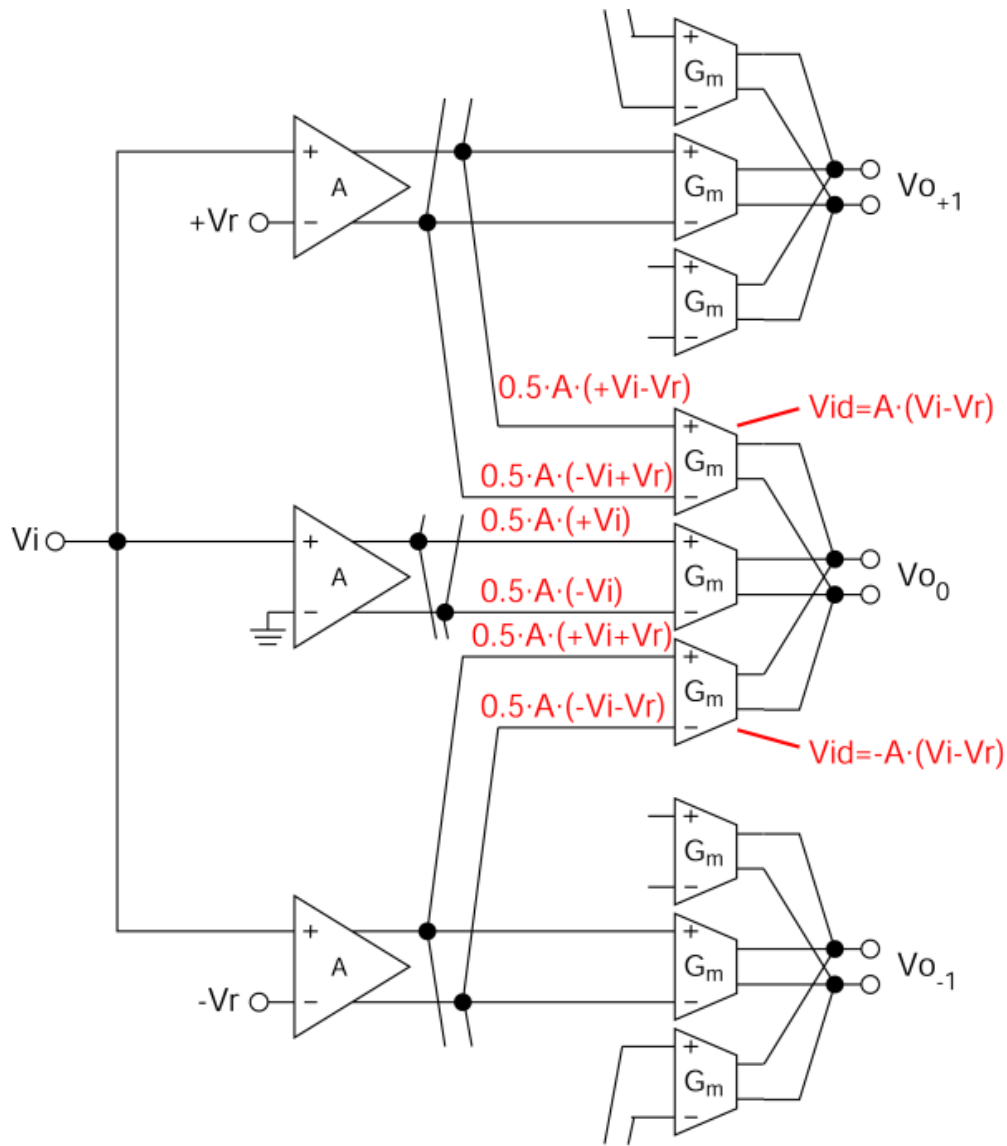 +
Gm
−
+
A
−
+Vr
+
Gm
−
Vo+1
+
Gm
−
0.5·A·(+Vi-Vr)
Vid=A·(Vi-Vr)
+
Gm
−
0.5·A·(-Vi+Vr)
0.5·A·(+Vi)
Vi
+
A
−
+
Gm
−
Vo0
0.5·A·(-Vi)
0.5·A·(+Vi+Vr)
+
Gm
−
0.5·A·(-Vi-Vr)
Vid=-A·(Vi-Vr)
+
Gm
−
+
A
−
-Vr
+
Gm
−
Vo-1
+
Gm
−